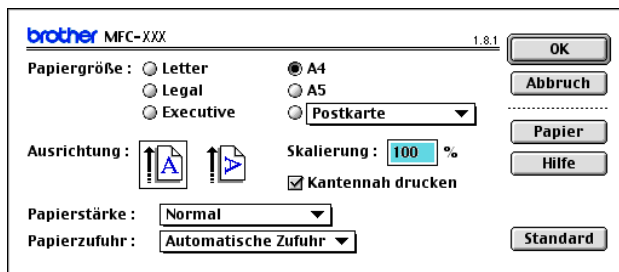 brother MFC-XXX 1.8.1
Papiergröße : Letter A4
Legal A5
Executive Postkarte
Ausrichtung : A A Skalierung : 100 %
Kantennah drucken
Papierstärke : Normal
Papierzufuhr : Automatische Zufuhr
OK
Abbruch
Papier
Hilfe
Standard